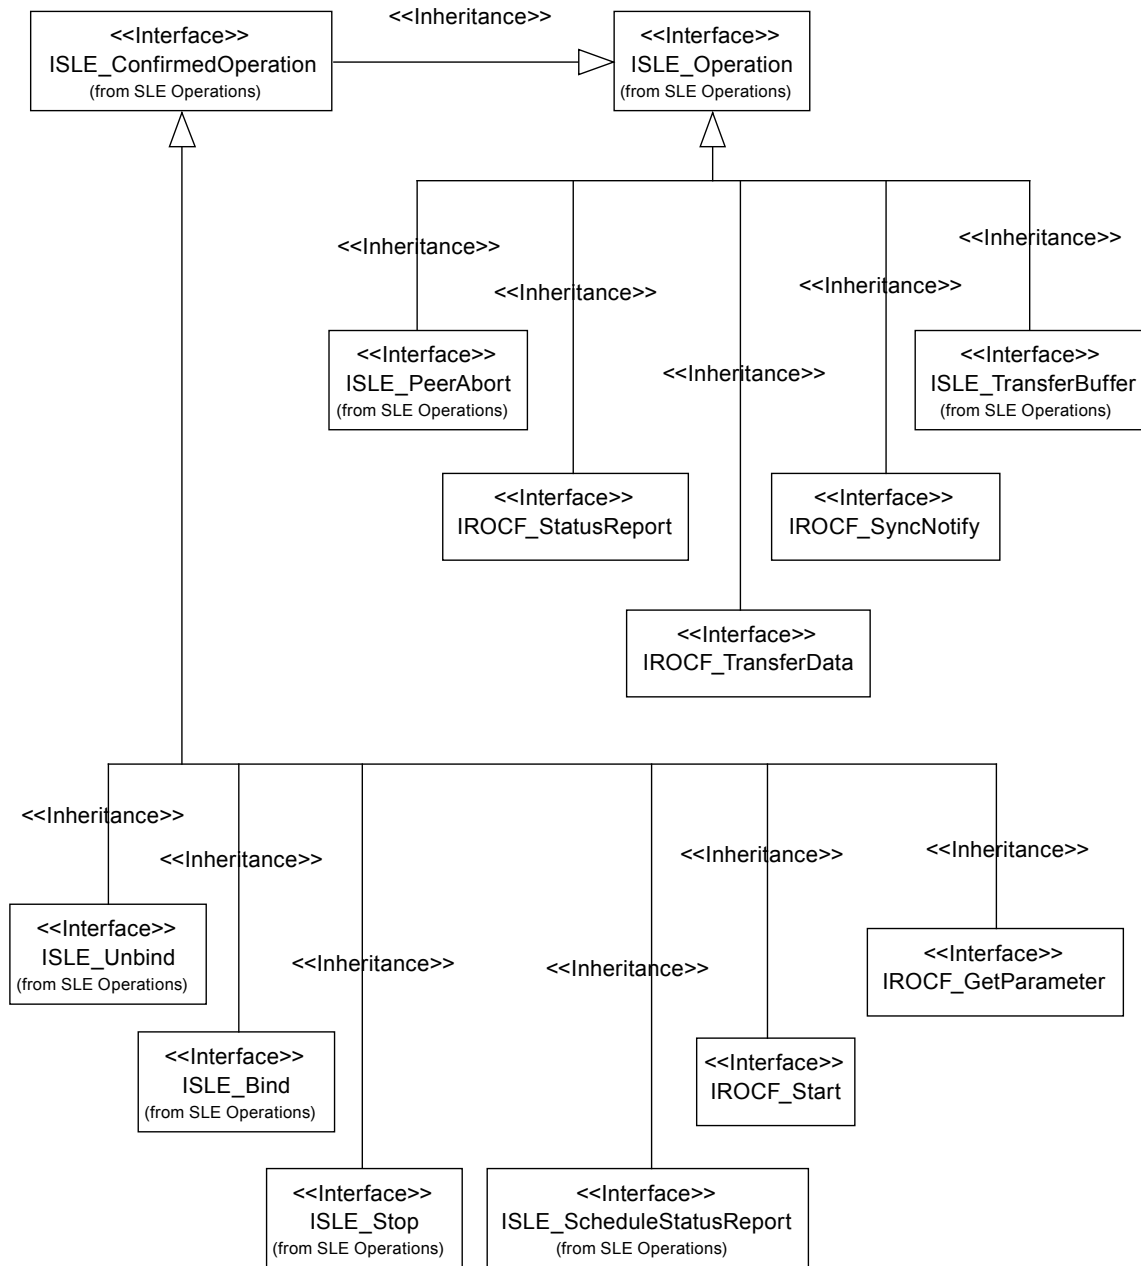 <<Inheritance>>
<<Interface>>
ISLE_ConfirmedOperation
(from SLE Operations)
<<Interface>>
ISLE_Operation
(from SLE Operations)
<<Inheritance>>
<<Inheritance>>
<<Inheritance>>
<<Inheritance>>
<<Inheritance>>
<<Interface>>
ISLE_PeerAbort
(from SLE Operations)
<<Interface>>
ISLE_TransferBuffer
(from SLE Operations)
<<Interface>>
IROCF_StatusReport
<<Interface>>
IROCF_SyncNotify
<<Interface>>
IROCF_TransferData
<<Inheritance>>
<<Inheritance>>
<<Inheritance>>
<<Inheritance>>
<<Inheritance>>
<<Inheritance>>
<<Interface>>
ISLE_Unbind
(from SLE Operations)
<<Interface>>
IROCF_GetParameter
<<Interface>>
ISLE_Bind
(from SLE Operations)
<<Interface>>
IROCF_Start
<<Interface>>
ISLE_Stop
(from SLE Operations)
<<Interface>>
ISLE_ScheduleStatusReport
(from SLE Operations)